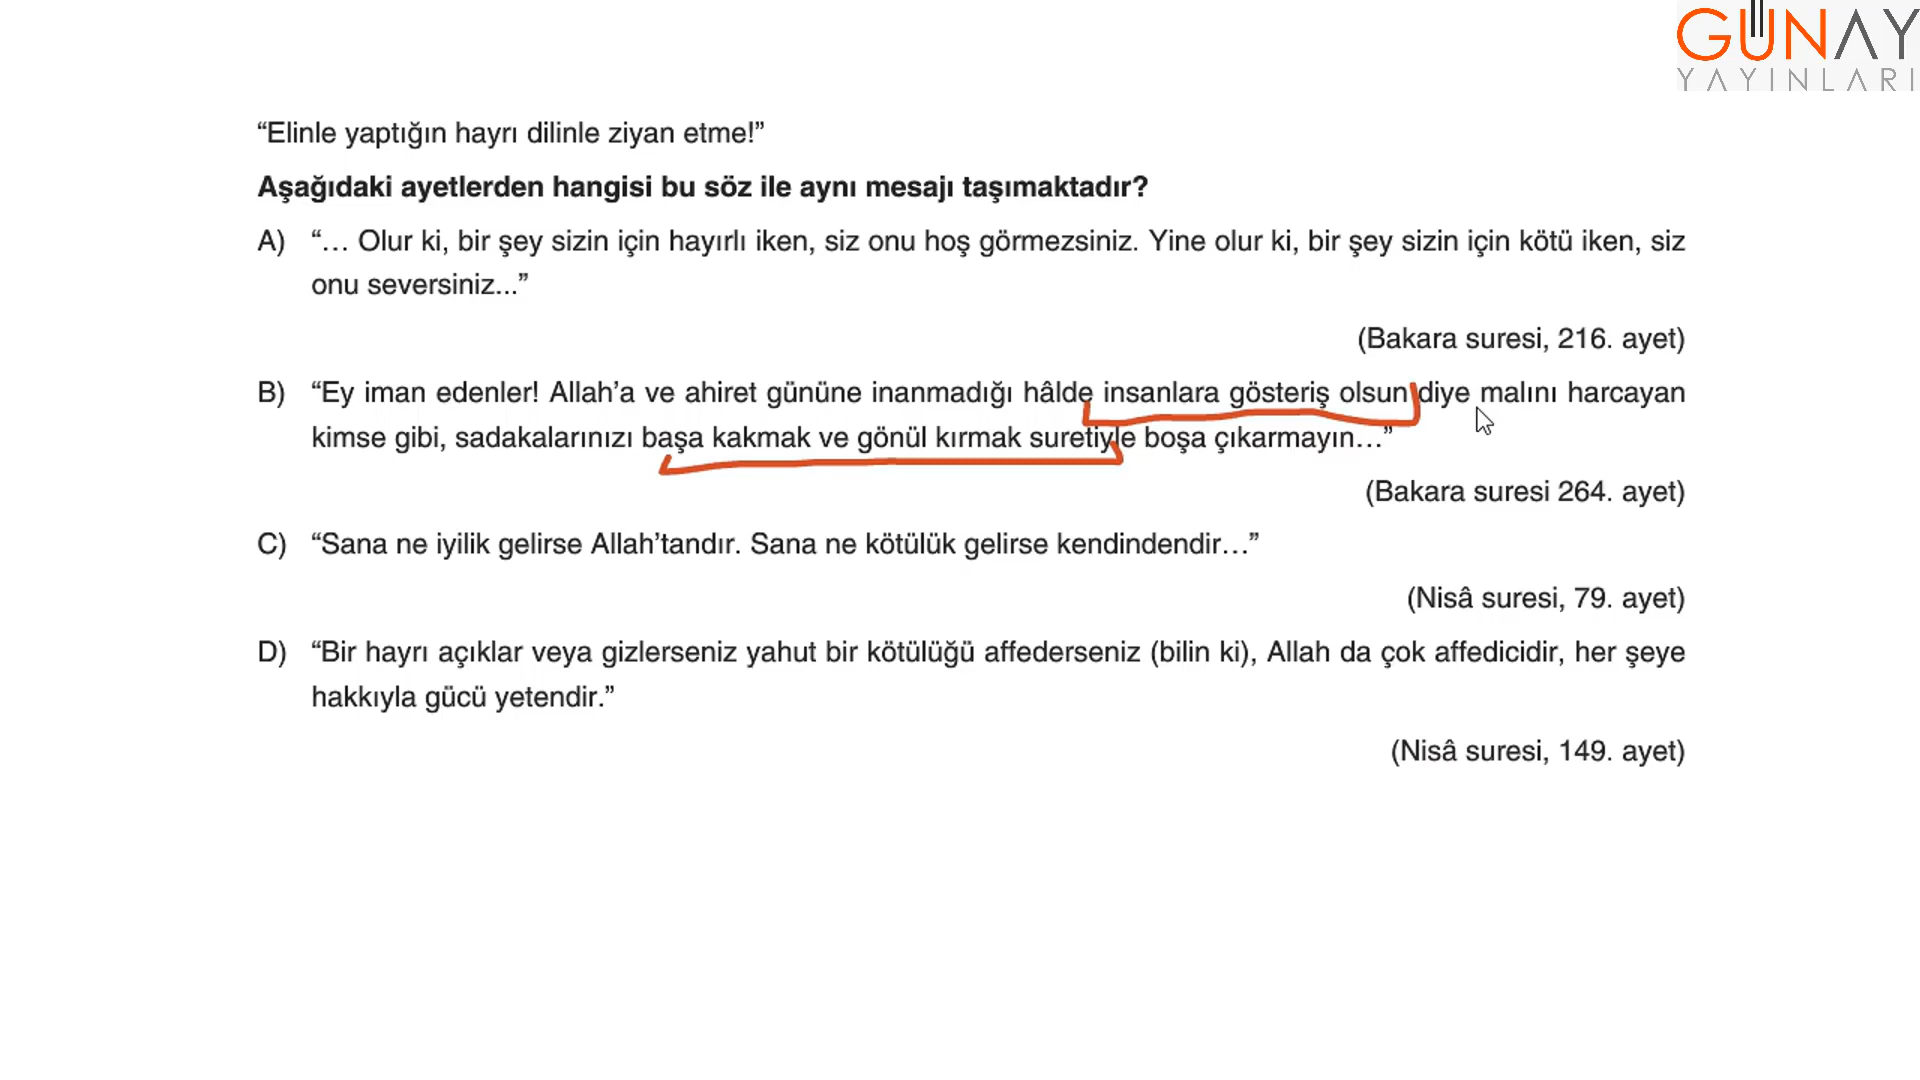 GÜNAY
YAYINLARI
“Elinle yaptığın hayrı dilinle ziyan etme!”
Aşağıdaki ayetlerden hangisi bu söz ile aynı mesajı taşımaktadır?
A) “… Olur ki, bir şey sizin için hayırlı iken, siz onu hoş görmezsiniz. Yine olur ki, bir şey sizin için kötü iken, siz
onu seversiniz...”
(Bakara suresi, 216. ayet)
B) “Ey iman edenler! Allah’a ve ahiret gününe inanmadığı hâlde insanlara gösteriş olsun diye malını harcayan
kimse gibi, sadakalarınızı başa kakmak ve gönül kırmak suretiyle boşa çıkarmayın…”
(Bakara suresi 264. ayet)
C) “Sana ne iyilik gelirse Allah’tandır. Sana ne kötülük gelirse kendindendir…”
(Nisâ suresi, 79. ayet)
D) “Bir hayrı açıklar veya gizlerseniz yahut bir kötülüğü affederseniz (bilin ki), Allah da çok affedicidir, her şeye
hakkıyla gücü yetendir.”
(Nisâ suresi, 149. ayet)